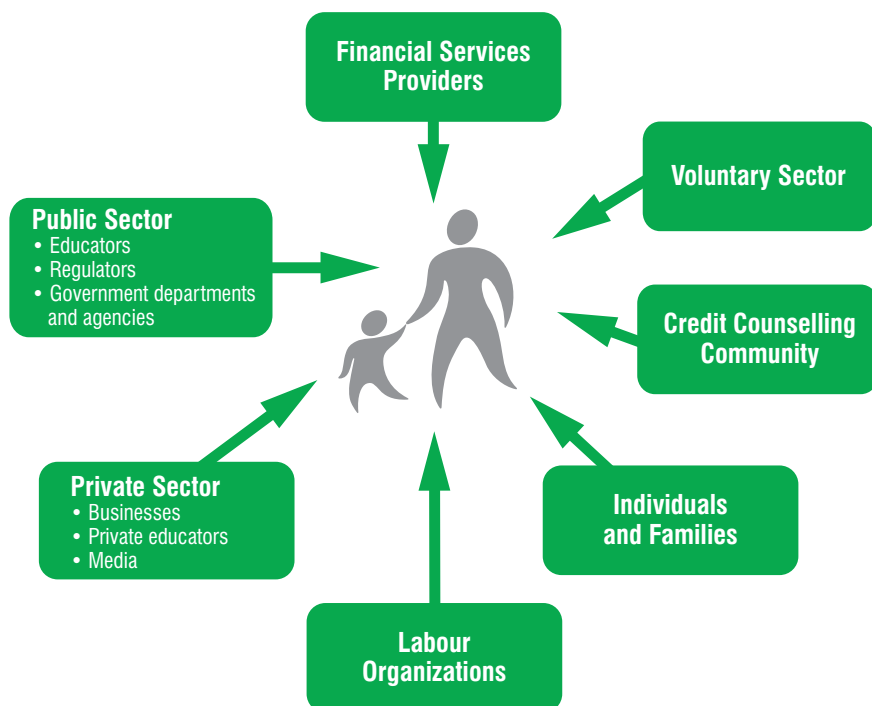 Financial Services
Providers
Voluntary Sector
Public Sector
• Educators
• Regulators
• Government departments
and agencies
Credit Counselling
Community
Private Sector
• Businesses
• Private educators
• Media
Individuals
and Families
Labour
Organizations